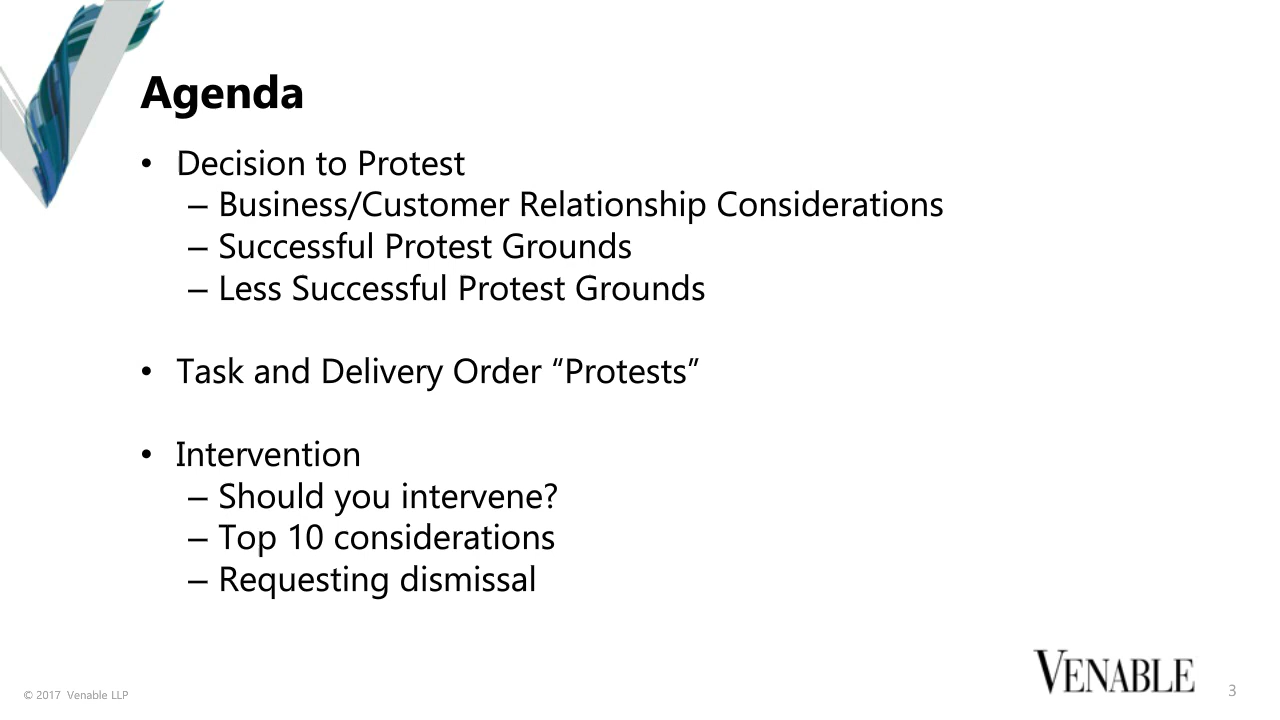 Agenda
• Decision to Protest
– Business/Customer Relationship Considerations
– Successful Protest Grounds
– Less Successful Protest Grounds
• Task and Delivery Order “Protests”
• Intervention
– Should you intervene?
– Top 10 considerations
– Requesting dismissal
© 2017 Venable LLP
VENABLE
3